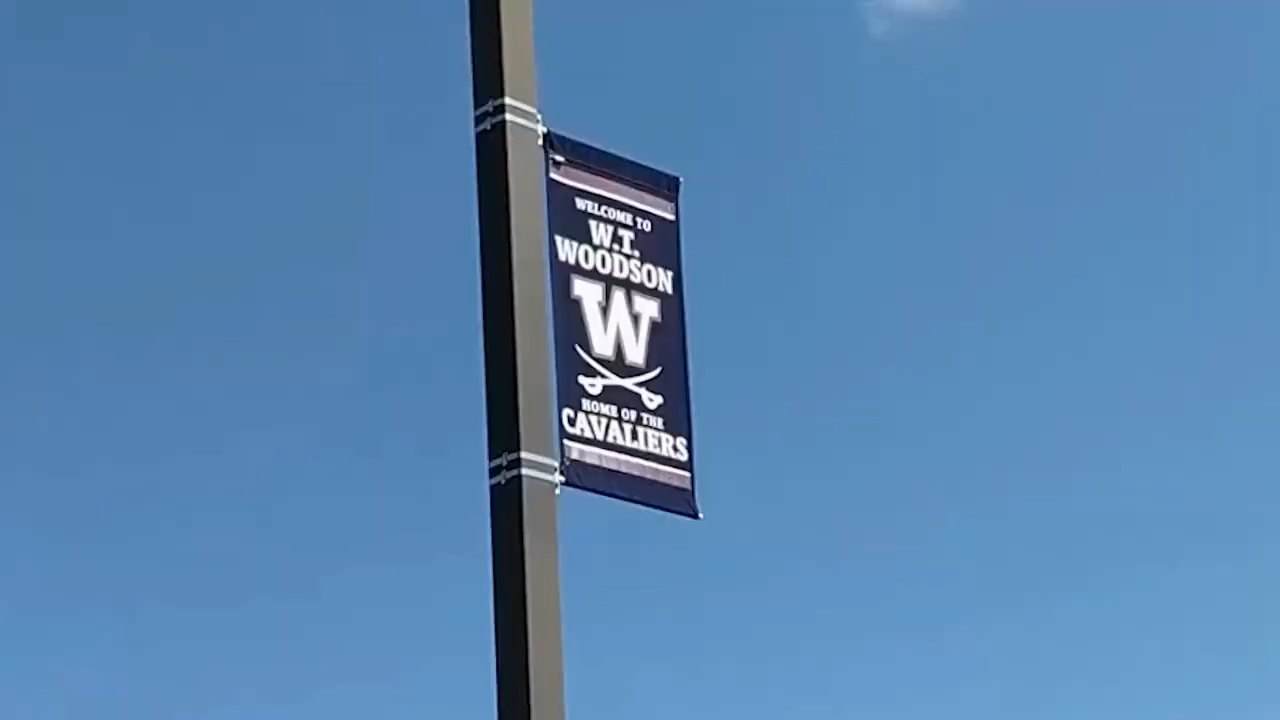 WELCOME TO
W.T.
WOODSON
W
HOME OF THE
CAVALIERS